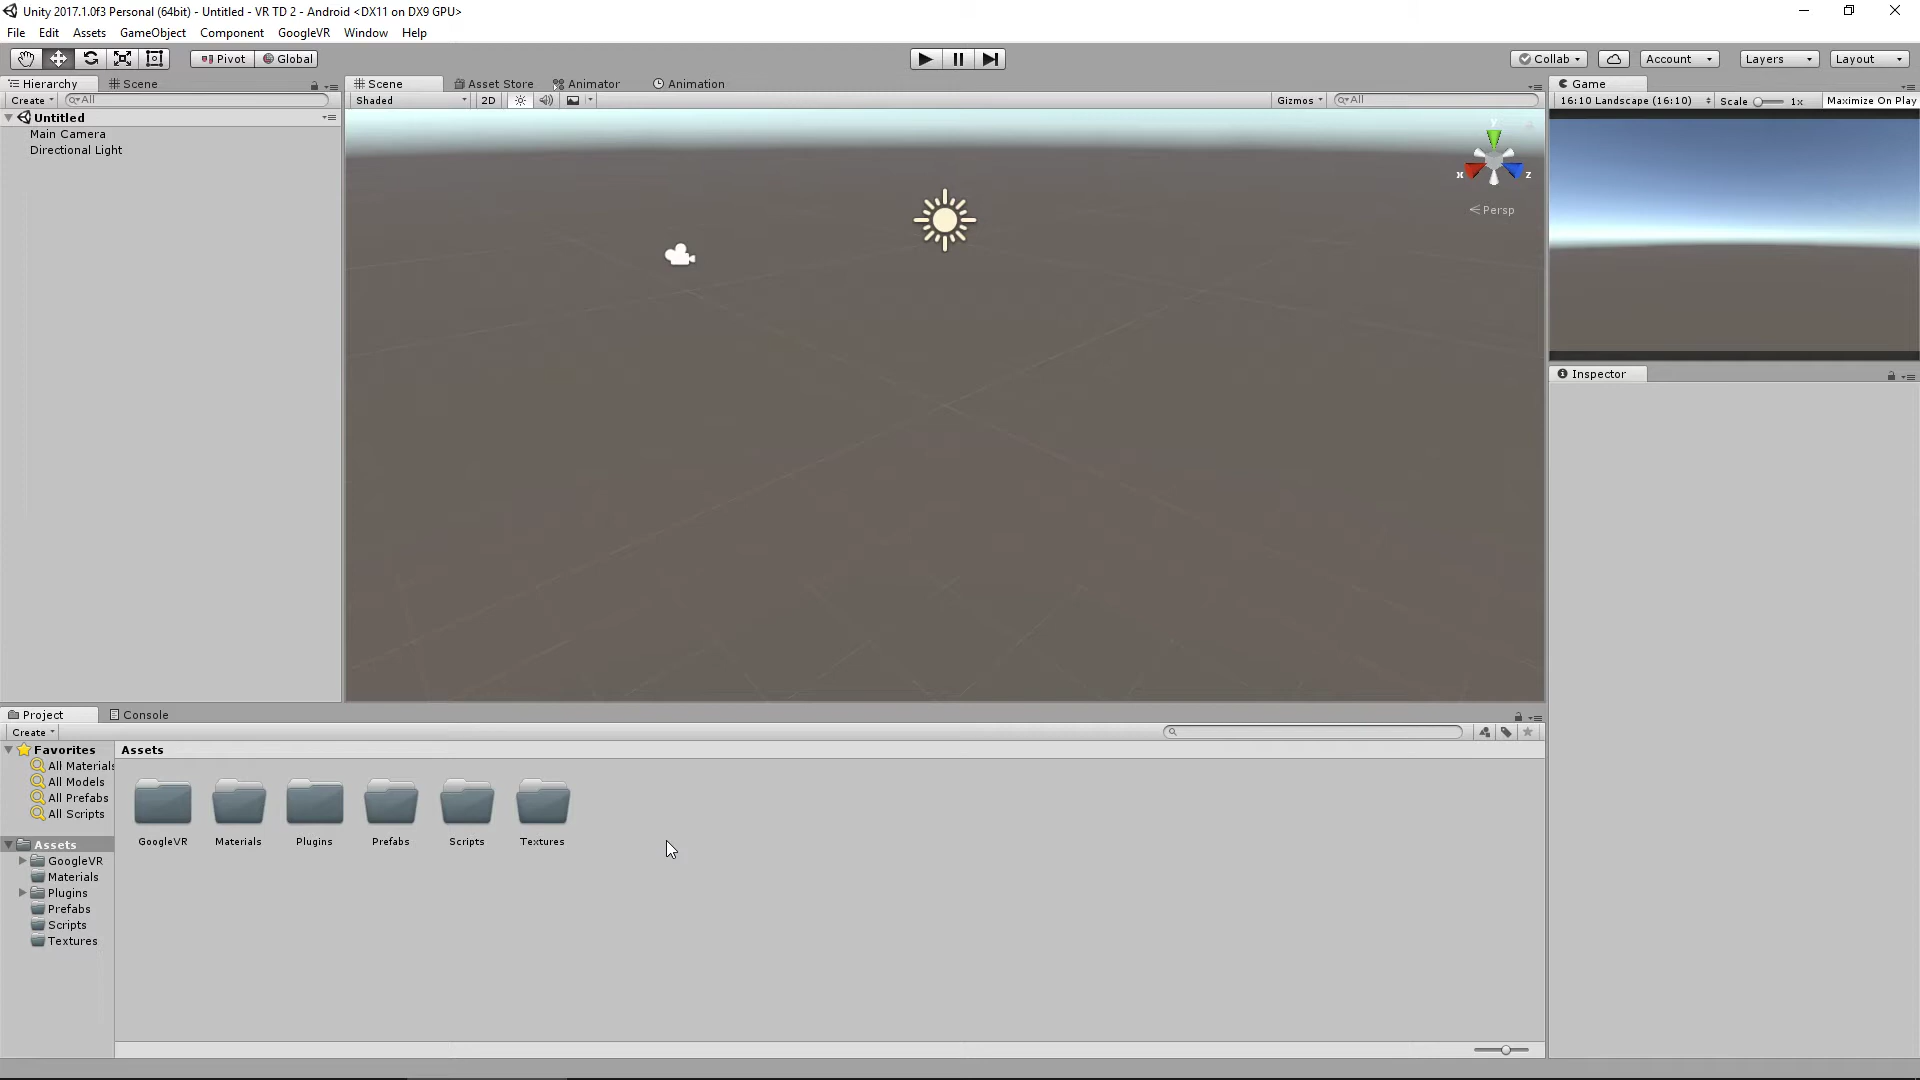 Unity 2017.1.0f3 Personal (64bit) - Untitled - VR TD 2 - Android <DX11 on DX9 GPU>
File Edit Assets GameObject Component GoogleVR Window Help
Pivot Global Collab Account Layers Layout
Hierarchy Scene
Create All
Untitled
Main Camera
Directional Light
Scene Asset Store Animator Animation
Shaded 2D Gizmos All
y
x z
Persp
Game
16:10 Landscape (16:10) Scale 1x Maximize On Play
Inspector
Project Console
Create
Favorites
All Materials
All Models
All Prefabs
All Scripts
Assets
GoogleVR
Materials
Plugins
Prefabs
Scripts
Textures
Assets
GoogleVR Materials Plugins Prefabs Scripts Textures